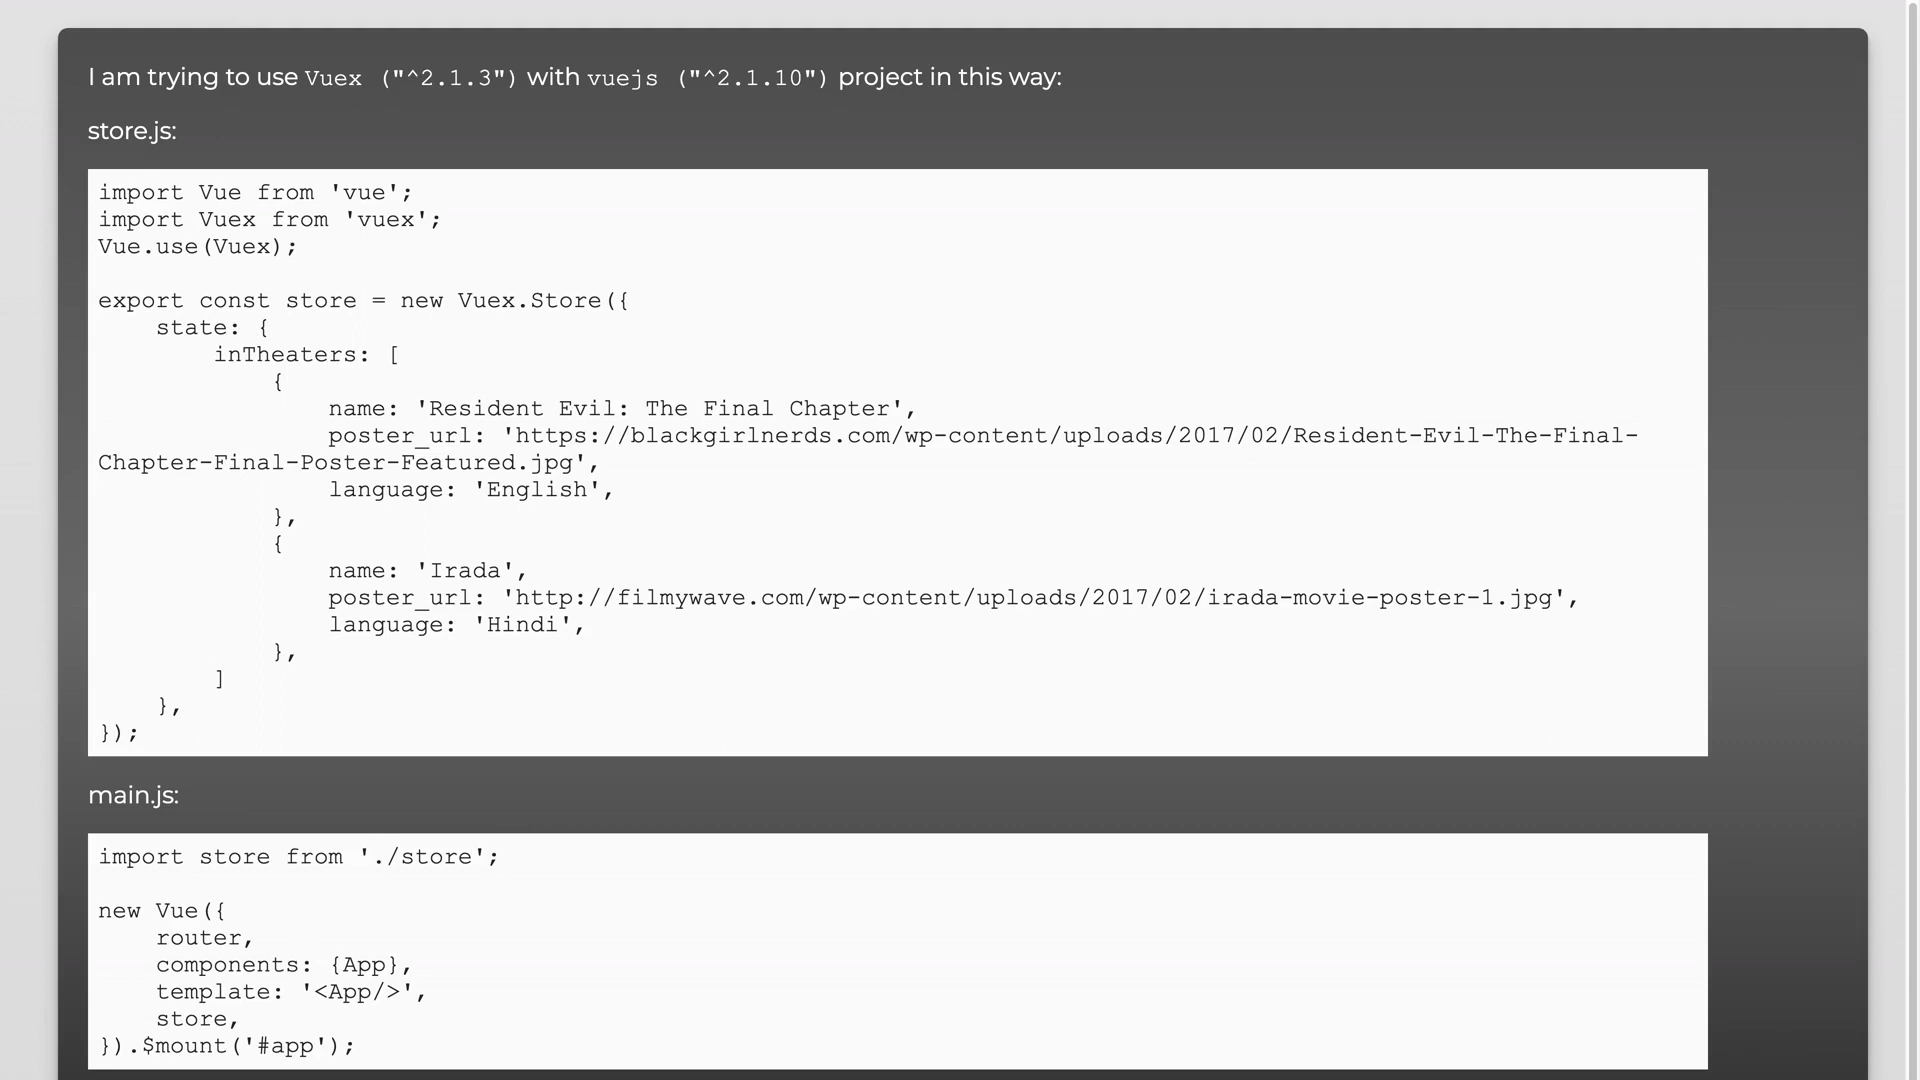 I am trying to use Vuex ("^2.1.3") with vuejs ("^2.1.10") project in this way:
store.js:
import Vue from 'vue';
import Vuex from 'vuex';
Vue.use(Vuex);
export const store = new Vuex.Store({
    state: {
        inTheaters: [
            {
                name: 'Resident Evil: The Final Chapter',
                poster_url: 'https://blackgirlnerds.com/wp-content/uploads/2017/02/Resident-Evil-The-Final-
Chapter-Final-Poster-Featured.jpg',
                language: 'English',
            },
            {
                name: 'Irada',
                poster_url: 'http://filmywave.com/wp-content/uploads/2017/02/irada-movie-poster-1.jpg',
                language: 'Hindi',
            },
        ]
    },
});
main.js:
import store from './store';
new Vue({
    router,
    components: {App},
    template: '<App/>',
    store,
}).$mount('#app');